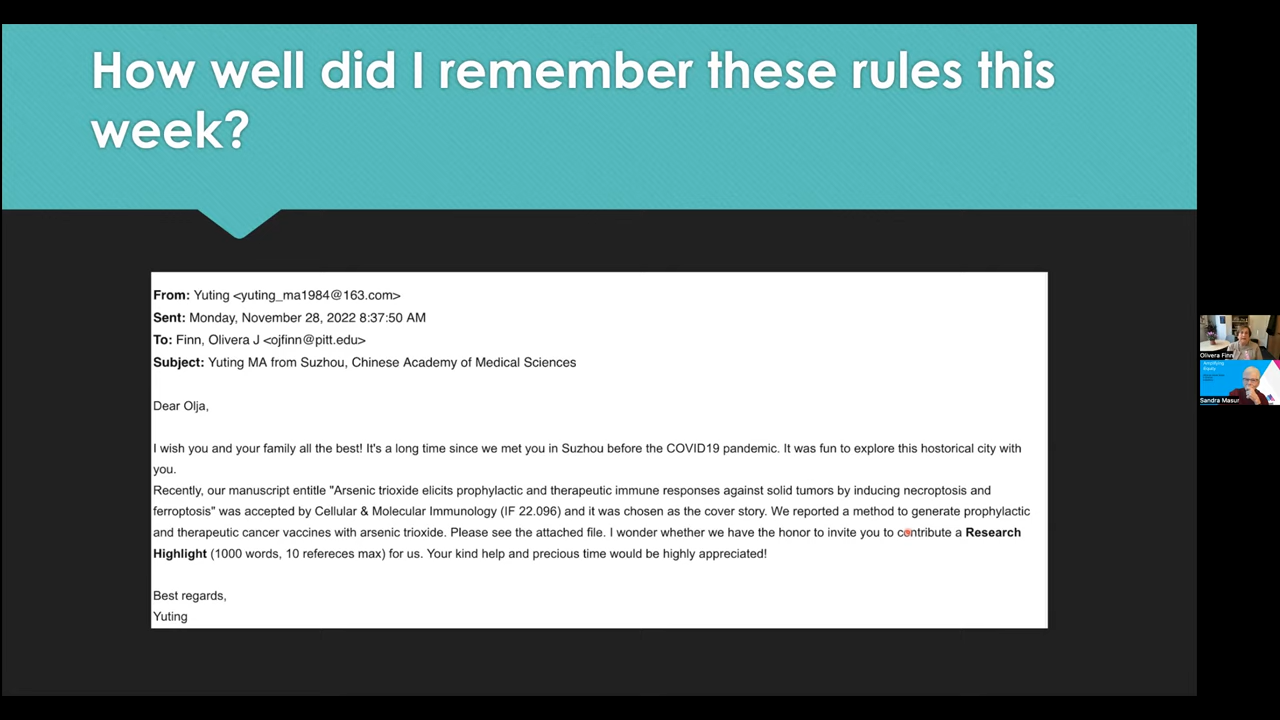 How well did I remember these rules this
week?
From: Yuting <yuting_ma1984@163.com>
Sent: Monday, November 28, 2022 8:37:50 AM
To: Finn, Olivera J <ojfinn@pitt.edu>
Subject: Yuting MA from Suzhou, Chinese Academy of Medical Sciences
Dear Olja,
I wish you and your family all the best! It's a long time since we met you in Suzhou before the COVID19 pandemic. It was fun to explore this hostorical city with
you.
Recently, our manuscript entitle "Arsenic trioxide elicits prophylactic and therapeutic immune responses against solid tumors by inducing necroptosis and
ferroptosis" was accepted by Cellular & Molecular Immunology (IF 22.096) and it was chosen as the cover story. We reported a method to generate prophylactic
and therapeutic cancer vaccines with arsenic trioxide. Please see the attached file. I wonder whether we have the honor to invite you to contribute a Research
Highlight (1000 words, 10 refereces max) for us. Your kind help and precious time would be highly appreciated!
Best regards,
Yuting
Olivera Finn
Amplifying
Equity
Sandra Masur